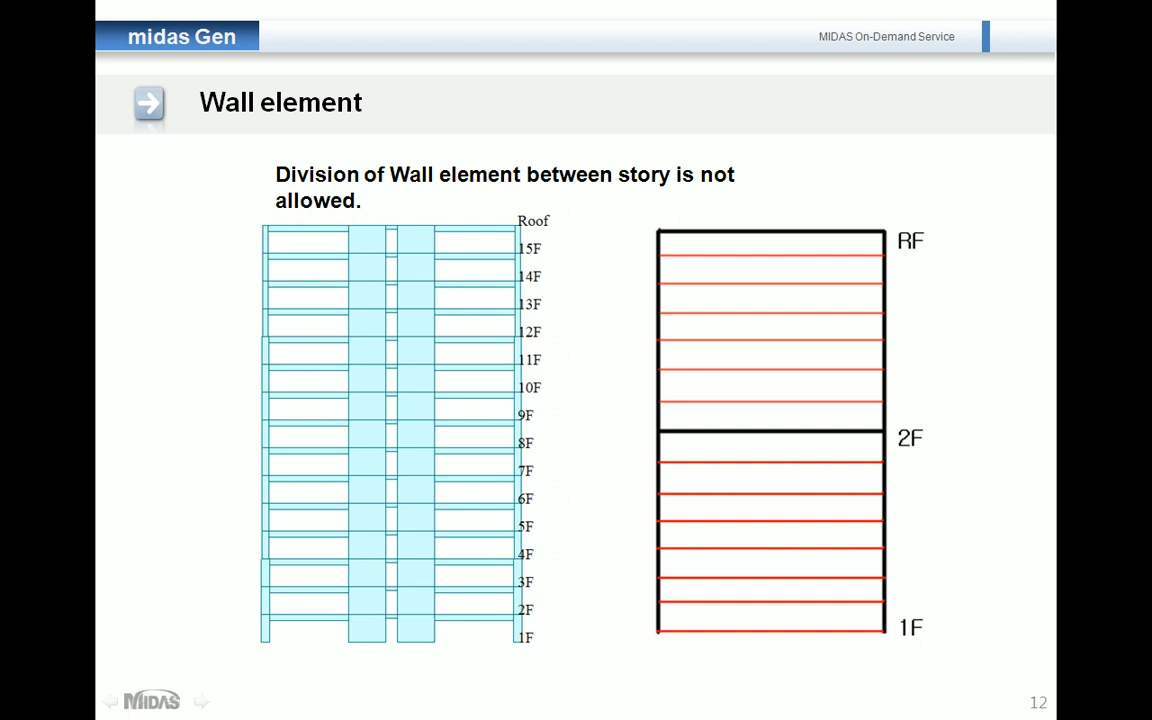 midas Gen
MIDAS On-Demand Service
Wall element
Division of Wall element between story is not
allowed.
Roof
15F
14F
13F
12F
11F
10F
9F
8F
7F
6F
5F
4F
3F
2F
1F
RF
2F
1F
MIDAS
12